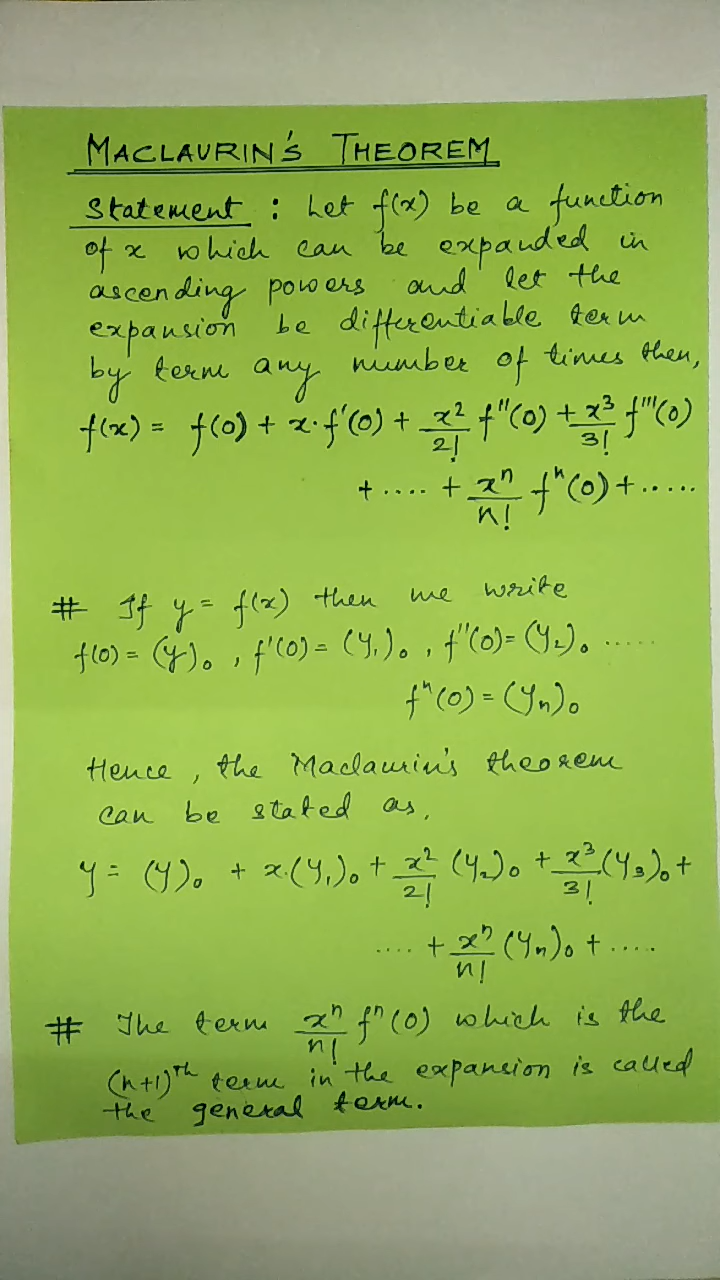 MACLAURIN'S THEOREM
Statement : Let f(x) be a function
of x which can be expanded in
ascending powers and let the
expansion be differentiable term
by term any number of times then,
f(x) = f(0) + x·f'(0) + x²/2! f''(0) + x³/3! f'''(0)
+ .... + xⁿ/n! fⁿ(0) + .....
# If y = f(x) then we write
f(0) = (y)₀ , f'(0) = (y₁)₀ , f''(0) = (y₂)₀ .....
fⁿ(0) = (yₙ)₀
Hence , the Maclaurin's theorem
can be stated as,
y = (y)₀ + x·(y₁)₀ + x²/2! (y₂)₀ + x³/3! (y₃)₀ +
.... + xⁿ/n! (yₙ)₀ + ....
# The term xⁿ/n! fⁿ(0) which is the
(n+1)ᵗʰ term in the expansion is called
the general term.